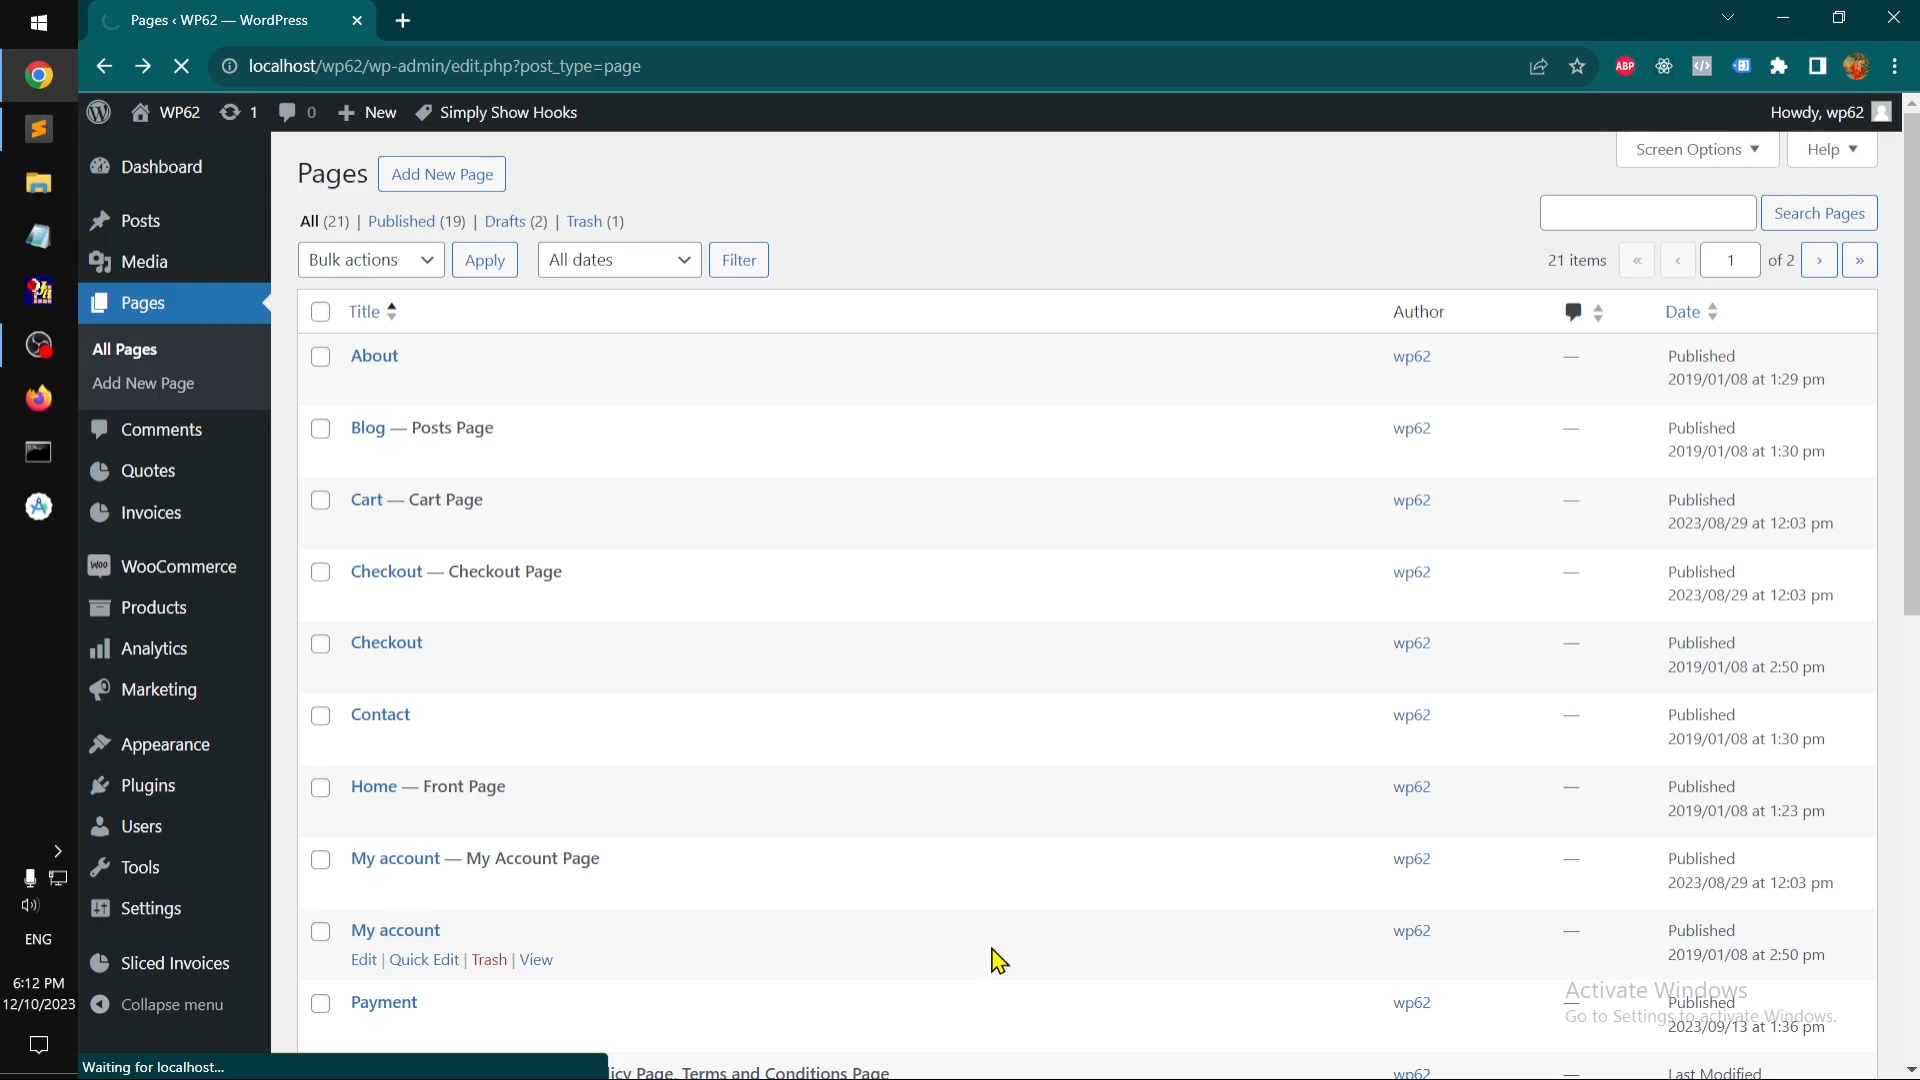 Pages ‹ WP62 — WordPress
localhost/wp62/wp-admin/edit.php?post_type=page
ABP
WP62 1 0 New Simply Show Hooks Howdy, wp62
Dashboard
Posts
Media
Pages
All Pages
Add New Page
Comments
Quotes
Invoices
WooCommerce
Products
Analytics
Marketing
Appearance
Plugins
Users
Tools
Settings
Sliced Invoices
Collapse menu
Screen Options Help
Pages Add New Page
All (21) | Published (19) | Drafts (2) | Trash (1)
Search Pages
Bulk actions Apply All dates Filter 21 items « ‹ 1 of 2 › »
Title Author Date
About wp62 — Published
2019/01/08 at 1:29 pm
Blog — Posts Page wp62 — Published
2019/01/08 at 1:30 pm
Cart — Cart Page wp62 — Published
2023/08/29 at 12:03 pm
Checkout — Checkout Page wp62 — Published
2023/08/29 at 12:03 pm
Checkout wp62 — Published
2019/01/08 at 2:50 pm
Contact wp62 — Published
2019/01/08 at 1:30 pm
Home — Front Page wp62 — Published
2019/01/08 at 1:23 pm
My account — My Account Page wp62 — Published
2023/08/29 at 12:03 pm
My account wp62 — Published
Edit | Quick Edit | Trash | View 2019/01/08 at 2:50 pm
Payment wp62 — Published
2023/09/13 at 1:36 pm
Activate Windows
Go to Settings to activate Windows.
Page, Terms and Conditions Page wp62 — Last Modified
Waiting for localhost...
ENG
6:12 PM
12/10/2023